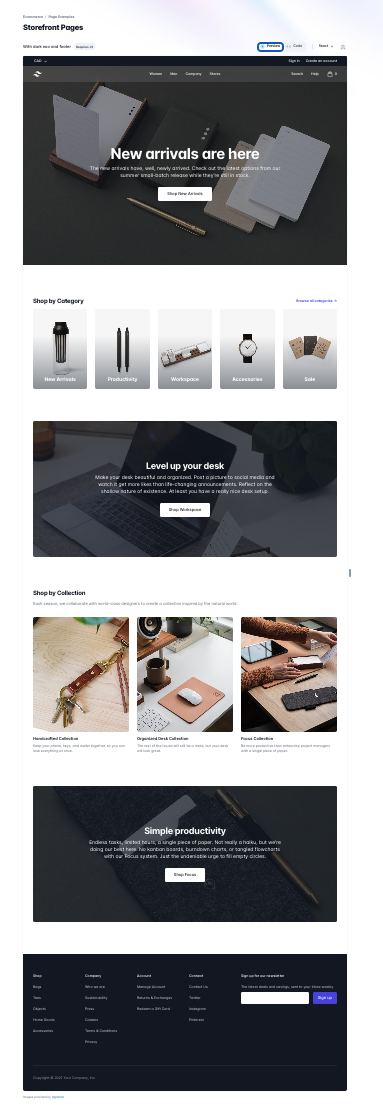 Ecommerce / Page Examples
Storefront Pages
With dark nav and footer
Preview
Code
React
CAD
Sign in
Create an account
Women
Men
Company
Stores
Search
Help
0
New arrivals are here
The new arrivals have, well, newly arrived. Check out the latest options from our
summer small-batch release while they're still in stock.
Shop New Arrivals
Shop by Category
Browse all categories →
New Arrivals
Productivity
Workspace
Accessories
Sale
Level up your desk
Make your desk beautiful and organized. Post a picture to social media and
watch it get more likes than life-changing announcements. Reflect on the
shallow nature of existence. At least you have a really nice desk setup.
Shop Workspace
Shop by Collection
Each season, we collaborate with world-class designers to create a collection inspired by the natural world.
Handcrafted Collection
Keep your phone, keys, and wallet together, so you can
lose everything at once.
Organized Desk Collection
The rest of the house will still be a mess, but your desk
will look great.
Focus Collection
Be more productive than enterprise project managers
with a single piece of paper.
Simple productivity
Endless tasks, limited hours, a single piece of paper. Not really a haiku, but we're
doing our best here. No kanban boards, burndown charts, or tangled flowcharts
with our Focus system. Just the undeniable urge to fill empty circles.
Shop Focus
Shop
Bags
Tees
Objects
Home Goods
Accessories
Company
Who we are
Sustainability
Press
Careers
Terms & Conditions
Privacy
Account
Manage Account
Returns & Exchanges
Redeem a Gift Card
Connect
Contact Us
Twitter
Instagram
Pinterest
Sign up for our newsletter
The latest deals and savings, sent to your inbox weekly.
Sign up